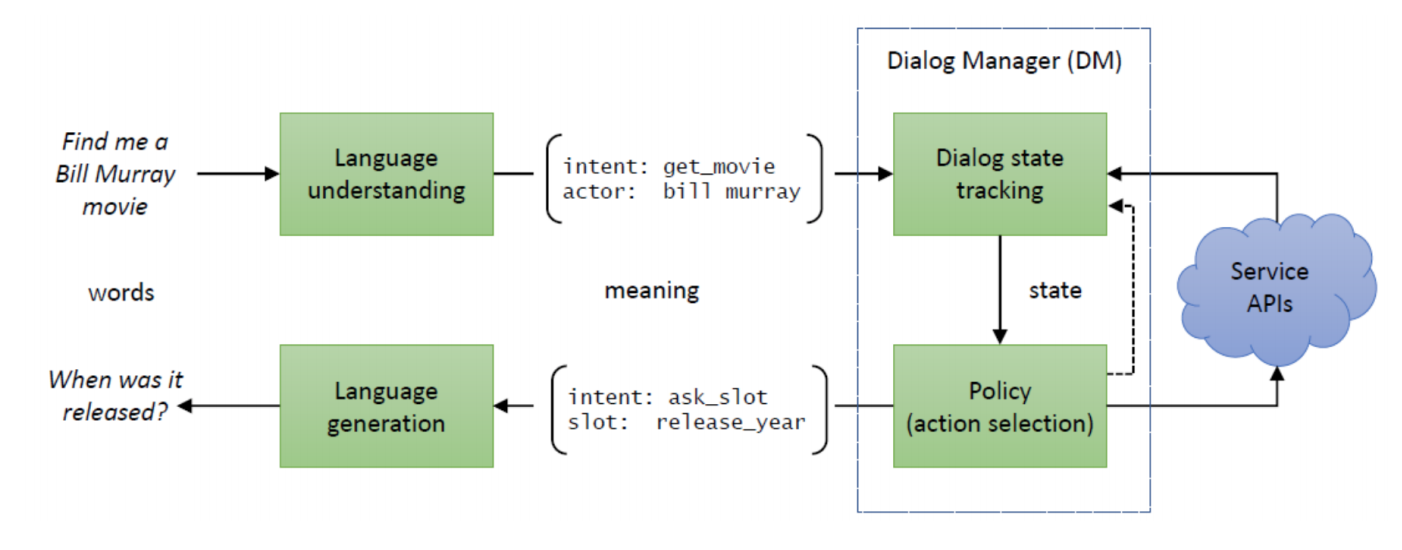 Dialog Manager (DM)
Find me a
Bill Murray
movie
Language
understanding
intent: get_movie
actor: bill murray
Dialog state
tracking
Service
APIs
words
meaning
state
When was it
released?
Language
generation
intent: ask_slot
slot: release_year
Policy
(action selection)